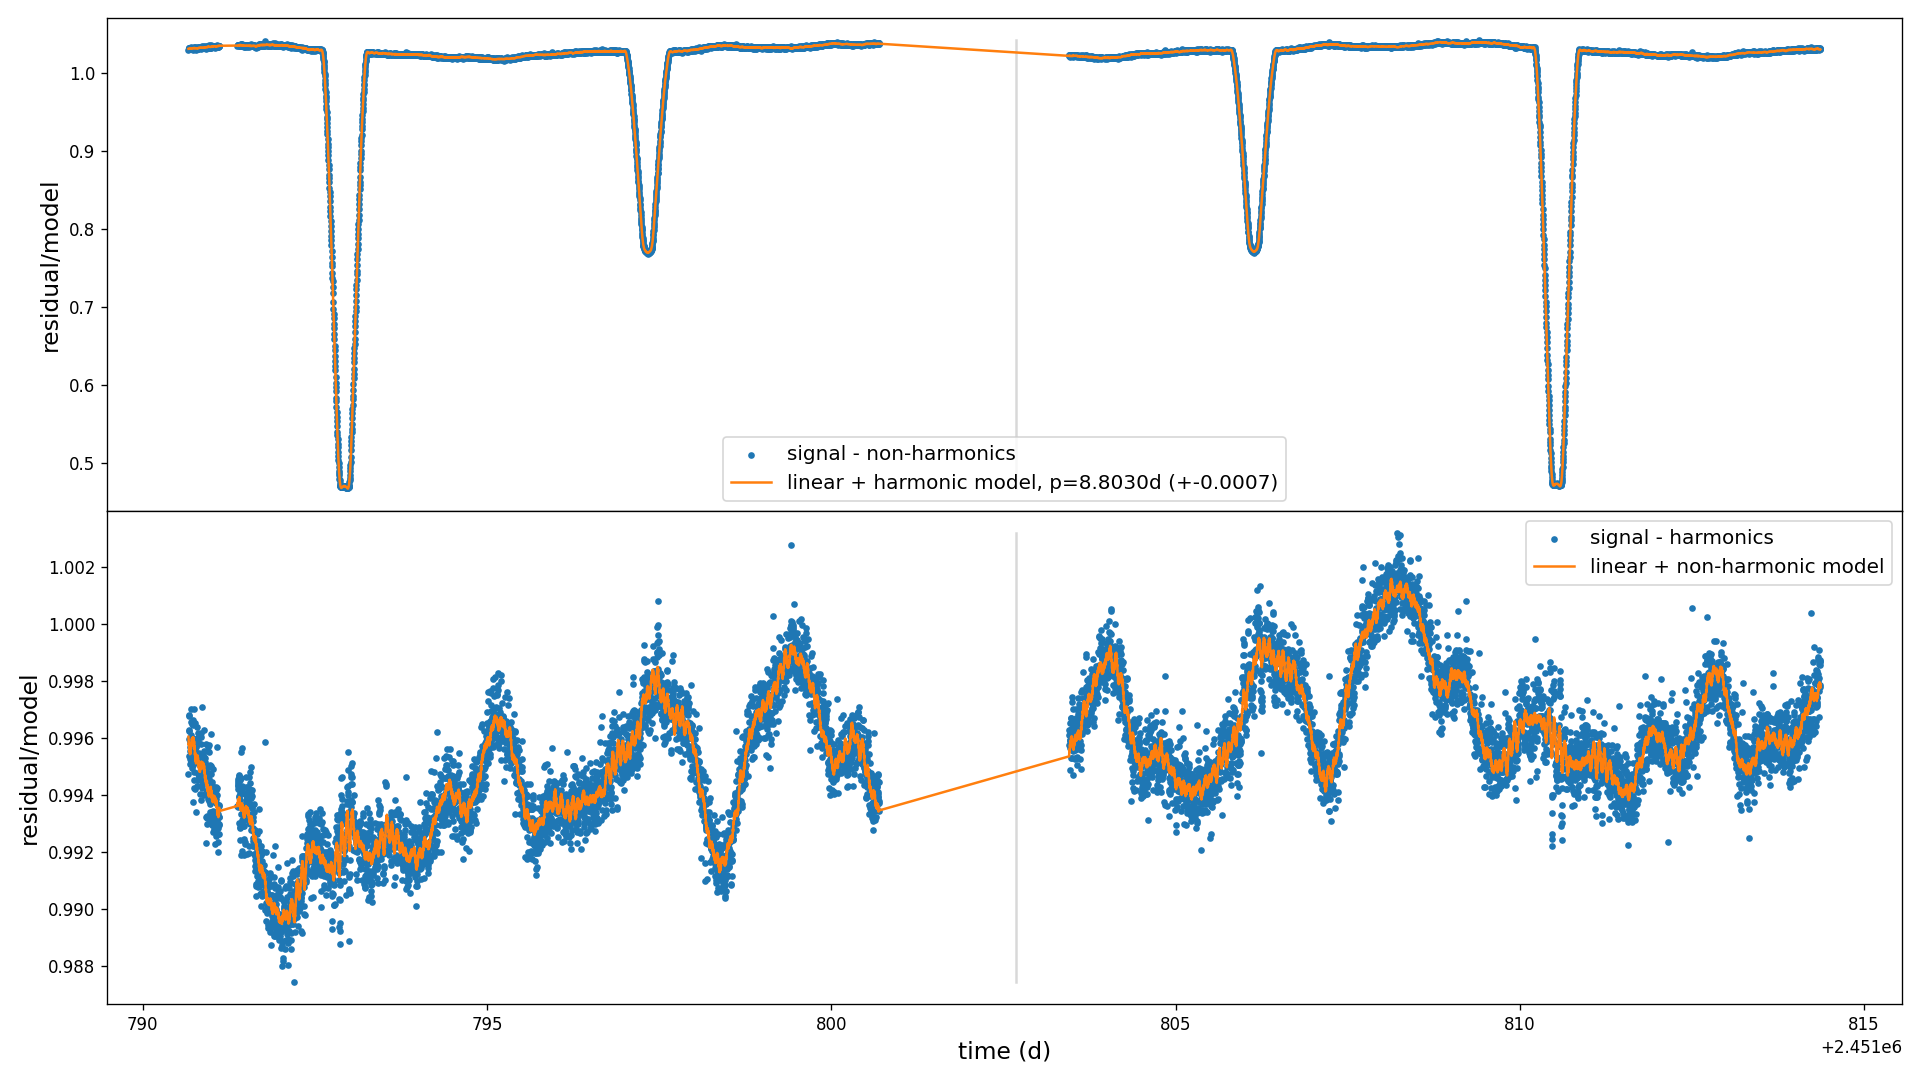 1.0
0.9
0.8
0.7
0.6
0.5
residual/model
signal - non-harmonics
linear + harmonic model, p=8.8030d (+-0.0007)
signal - harmonics
linear + non-harmonic model
1.002
1.000
0.998
0.996
0.994
0.992
0.990
0.988
residual/model
790 795 800 805 810 815
time (d)
+2.451e6